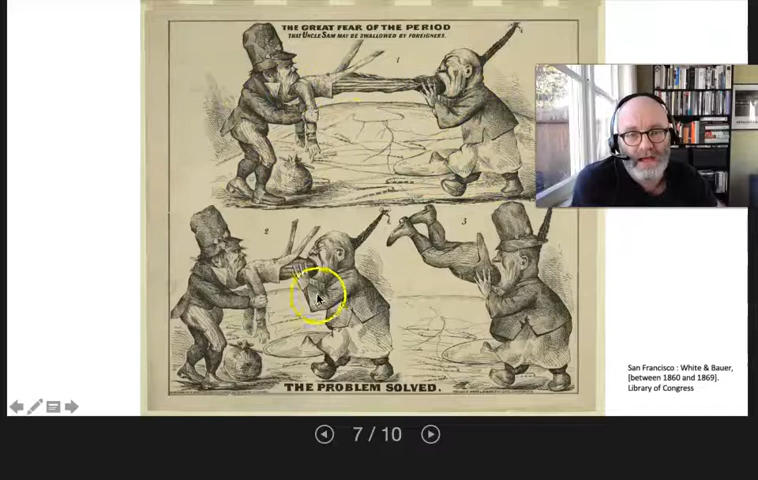 THE GREAT FEAR OF THE PERIOD
THAT UNCLE SAM MAY BE SWALLOWED BY FOREIGNERS.
1
2
3
THE PROBLEM SOLVED.
San Francisco : White & Bauer,
[between 1860 and 1869].
Library of Congress
7 / 10